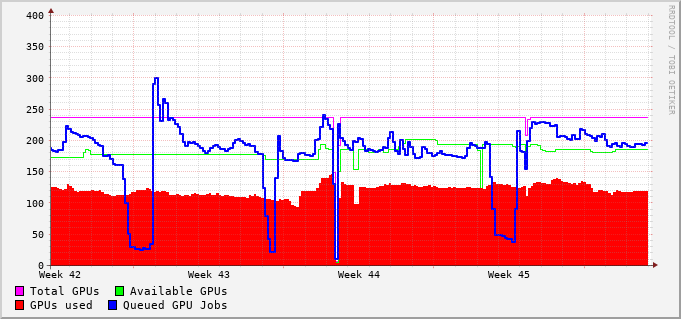 400
350
300
250
200
150
100
50
0
Week 42 Week 43 Week 44 Week 45
Total GPUs Available GPUs
GPUs used Queued GPU Jobs
RRDTOOL / TOBI OETIKER